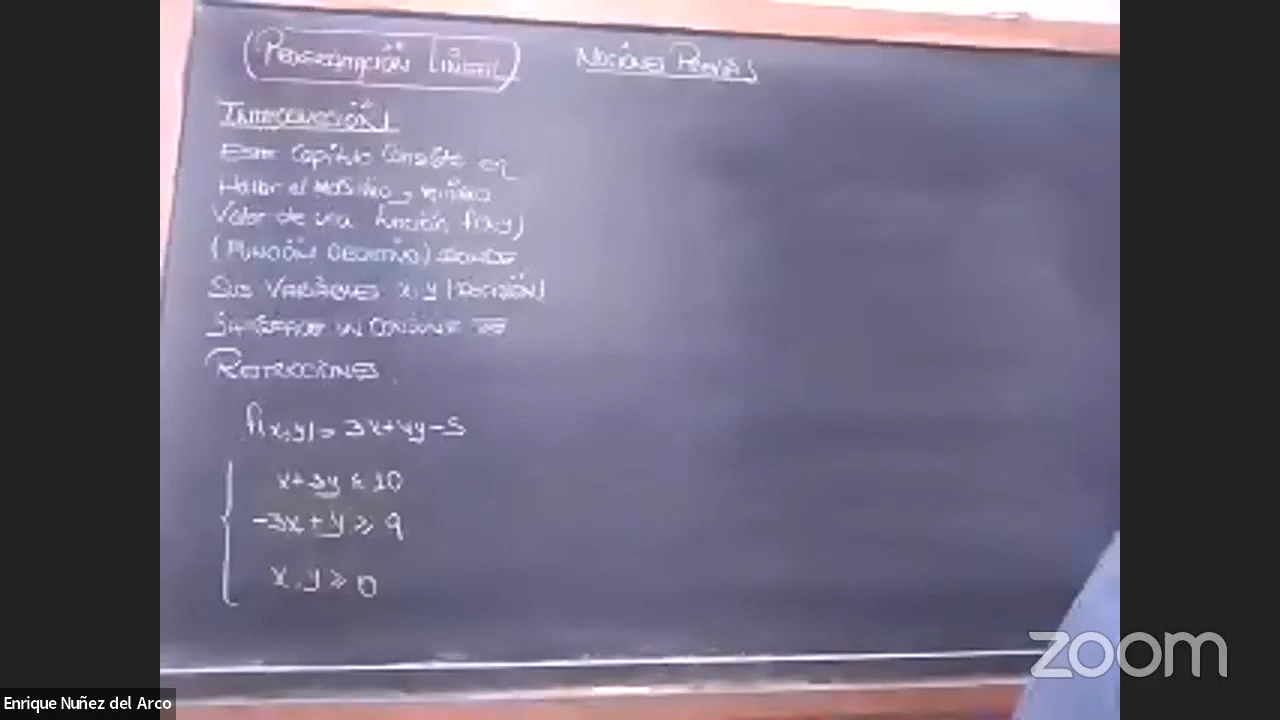 PROGRAMACIÓN LINEAL
INTRODUCCIÓN
Este Capítulo Consiste en
Hallar el máximo y mínimo
Valor de una función f(x,y)
(FUNCIÓN OBJETIVO) DONDE
SUS VARIABLES x,y (DECISIÓN)
UN CONJUNTO DE
RESTRICCIONES.
f(x,y) = 3x+4y-5
x+3y ≤ 10
-3x+y ≥ 9
x,y ≥ 0
NOCIONES PREVIAS
zoom
Enrique Nuñez del Arco